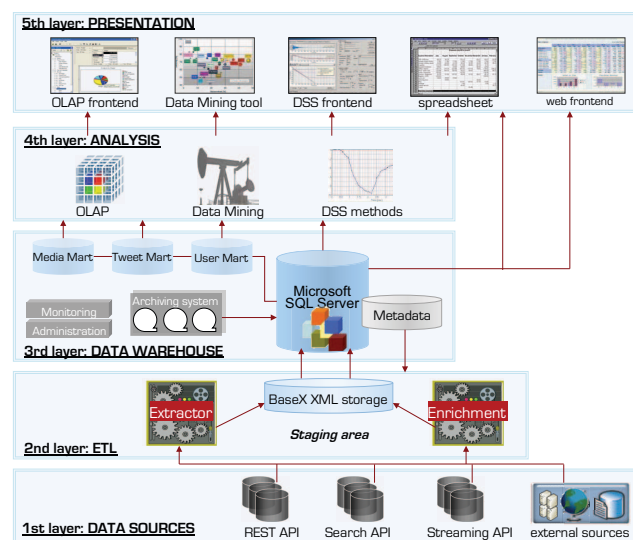 5th layer: PRESENTATION
OLAP frontend
Data Mining tool
DSS frontend
spreadsheet
web frontend
4th layer: ANALYSIS
OLAP
Data Mining
DSS methods
Media Mart
Tweet Mart
User Mart
Microsoft
SQL Server
Archiving system
Monitoring
Administration
Metadata
3rd layer: DATA WAREHOUSE
Extractor
BaseX XML storage
Enrichment
Staging area
2nd layer: ETL
1st layer: DATA SOURCES
REST API
Search API
Streaming API
external sources